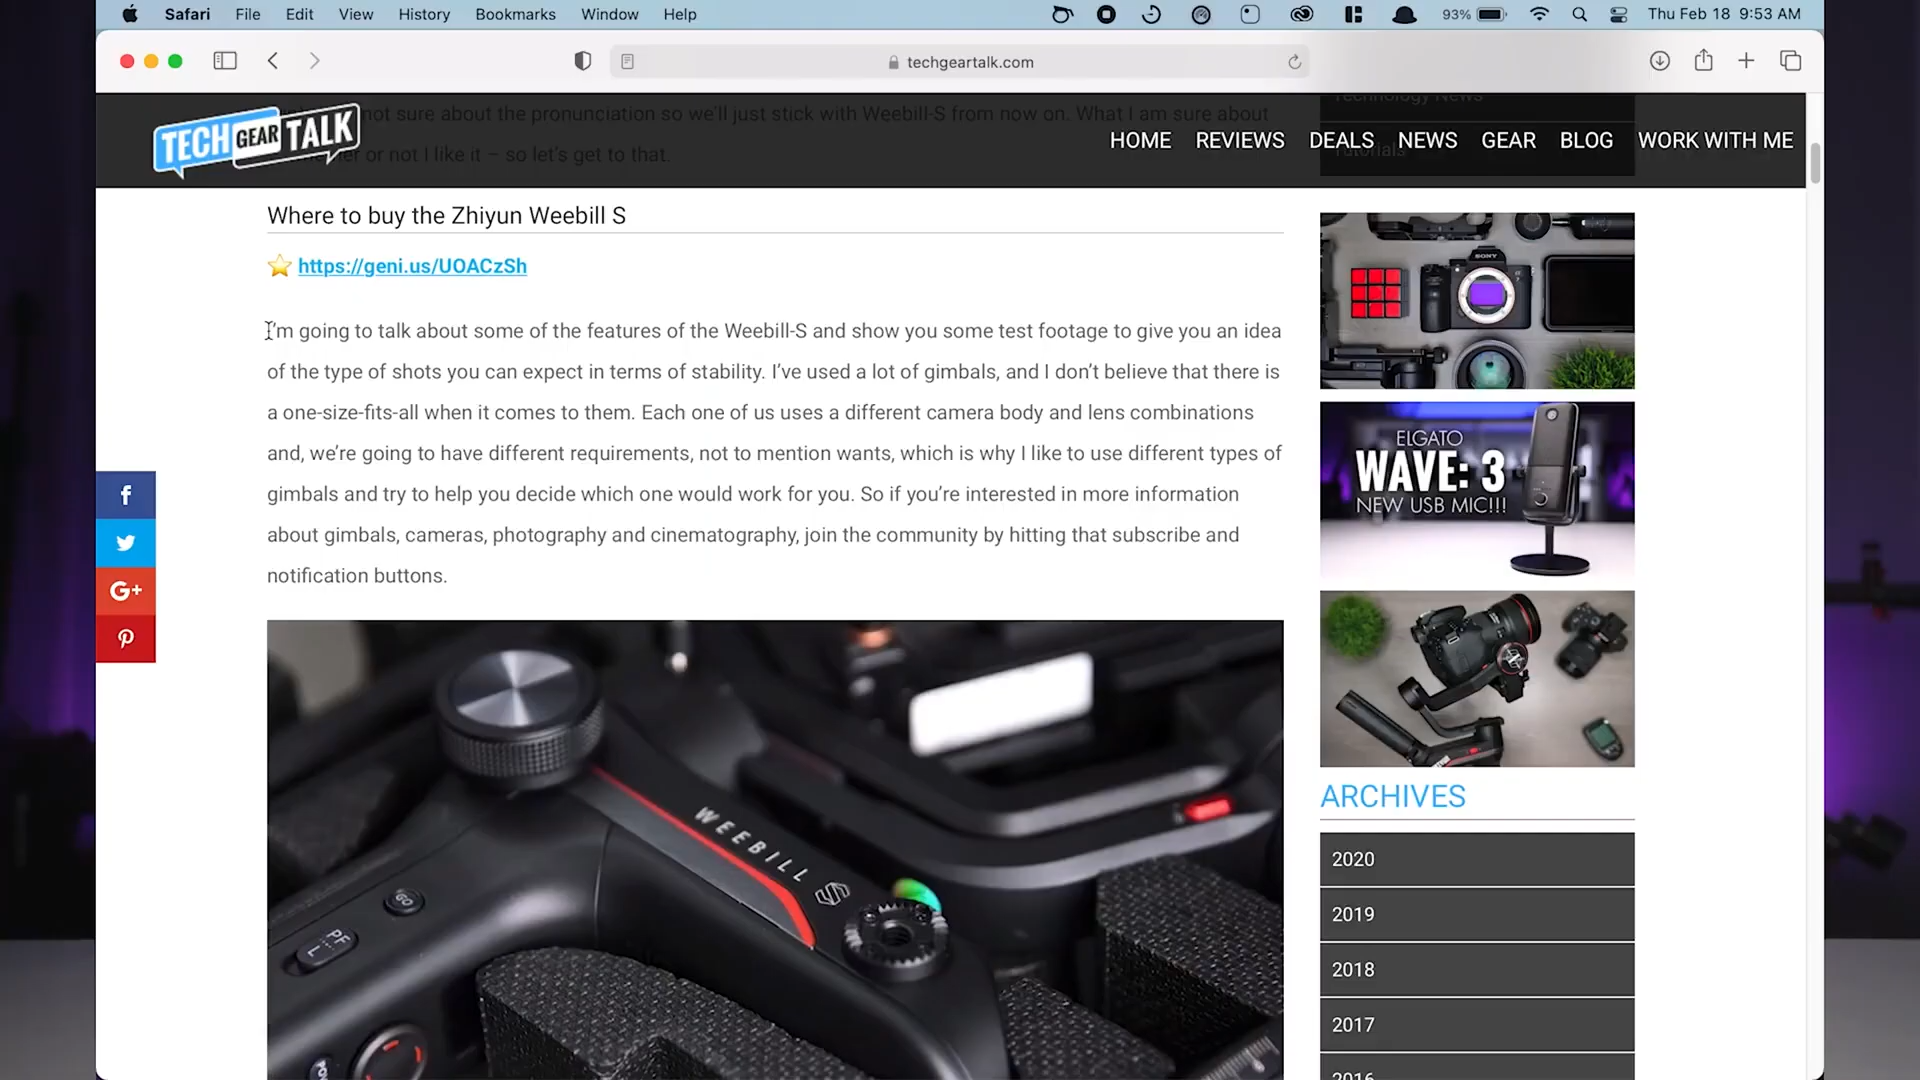 Safari File Edit View History Bookmarks Window Help 93% Thu Feb 18 9:53 AM
techgeartalk.com
not sure about the pronunciation so we'll just stick with Weebill-S from now on. What I am sure about
or not I like it – so let's get to that.
TECH GEAR TALK
HOME REVIEWS DEALS NEWS GEAR BLOG WORK WITH ME
Technology News
Tutorials
Where to buy the Zhiyun Weebill S
https://geni.us/UOACzSh
I'm going to talk about some of the features of the Weebill-S and show you some test footage to give you an idea
of the type of shots you can expect in terms of stability. I've used a lot of gimbals, and I don't believe that there is
a one-size-fits-all when it comes to them. Each one of us uses a different camera body and lens combinations
and, we're going to have different requirements, not to mention wants, which is why I like to use different types of
gimbals and try to help you decide which one would work for you. So if you're interested in more information
about gimbals, cameras, photography and cinematography, join the community by hitting that subscribe and
notification buttons.
f
G+
WEEBILL S
GO
PF
L
SONY
ELGATO
WAVE: 3
NEW USB MIC!!!
ARCHIVES
2020
2019
2018
2017
2016